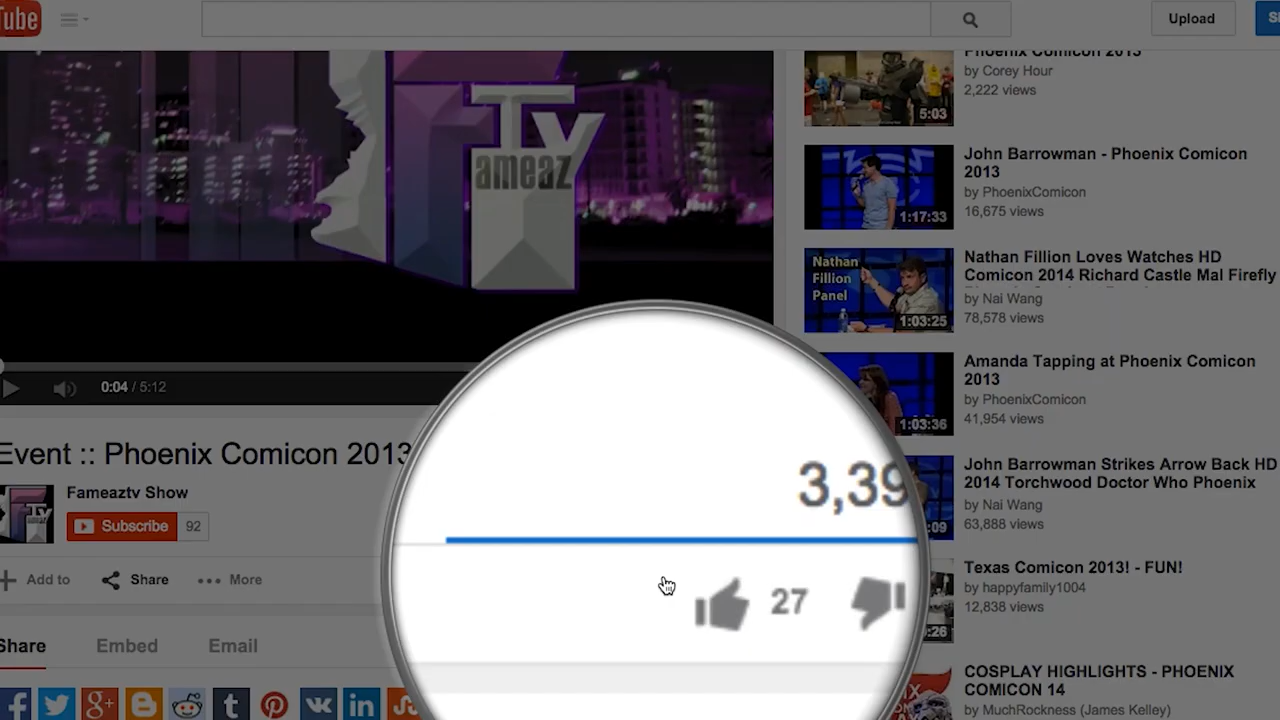 Tube
Upload
Tv
ameaz
0:04 / 5:12
Event :: Phoenix Comicon 2013
Fameaztv Show
Subscribe 92
Add to Share More
Share Embed Email
3,39
27
Phoenix Comicon 2013
by Corey Hour
2,222 views
5:03
John Barrowman - Phoenix Comicon
2013
by PhoenixComicon
16,675 views
1:17:33
Nathan
Fillion
Panel
1:03:25
Nathan Fillion Loves Watches HD
Comicon 2014 Richard Castle Mal Firefly
by Nai Wang
78,578 views
Amanda Tapping at Phoenix Comicon
2013
by PhoenixComicon
41,954 views
1:03:36
John Barrowman Strikes Arrow Back HD
2014 Torchwood Doctor Who Phoenix
by Nai Wang
63,888 views
:09
Texas Comicon 2013! - FUN!
by happyfamily1004
12,838 views
:26
COSPLAY HIGHLIGHTS - PHOENIX
COMICON 14
by MuchRockness (James Kelley)